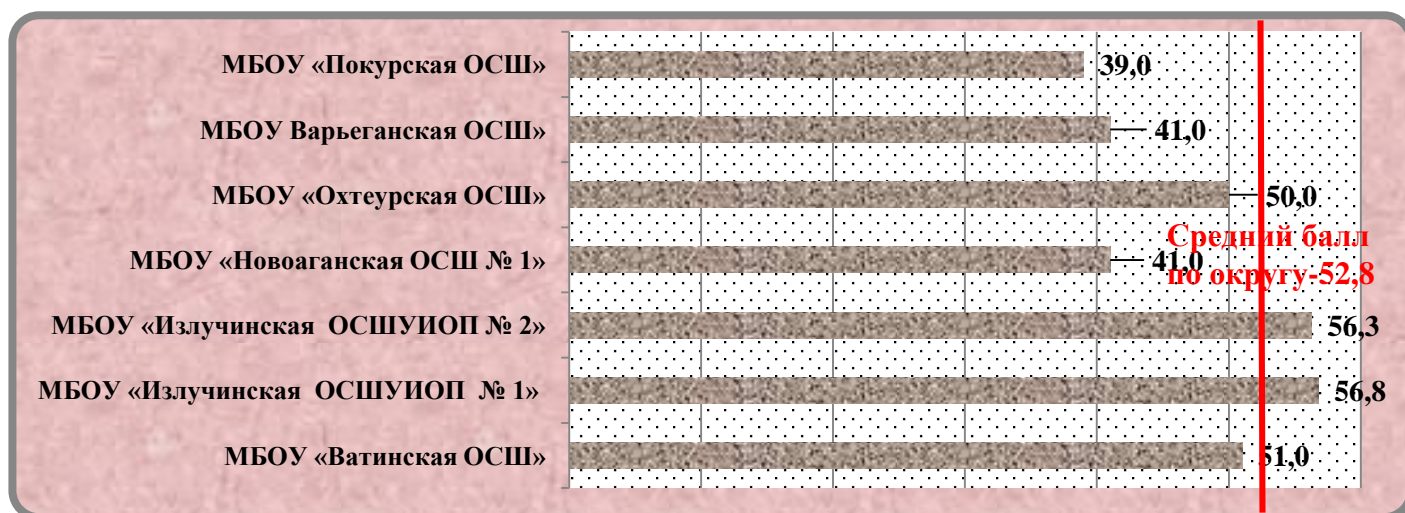 МБОУ «Покурская ОСШ»
39,0
МБОУ Варьеганская ОСШ»
41,0
МБОУ «Охтеурская ОСШ»
50,0
Средний балл
по округу-52,8
МБОУ «Новоаганская ОСШ № 1»
41,0
МБОУ «Излучинская ОСШУИОП № 2»
56,3
МБОУ «Излучинская ОСШУИОП № 1»
56,8
МБОУ «Ватинская ОСШ»
51,0